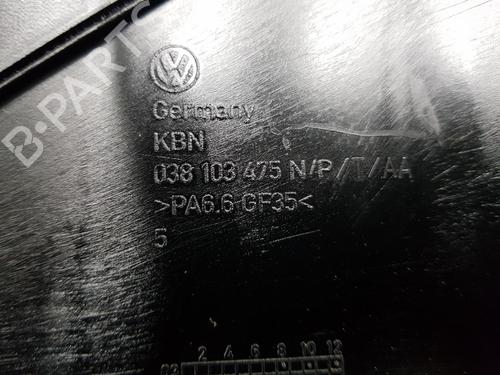 B-PARTS
VW
Germany
KBN
038 103 475 N/P/T/AA
>PA6.6 GF35<
5
2 4 6 8 10 12